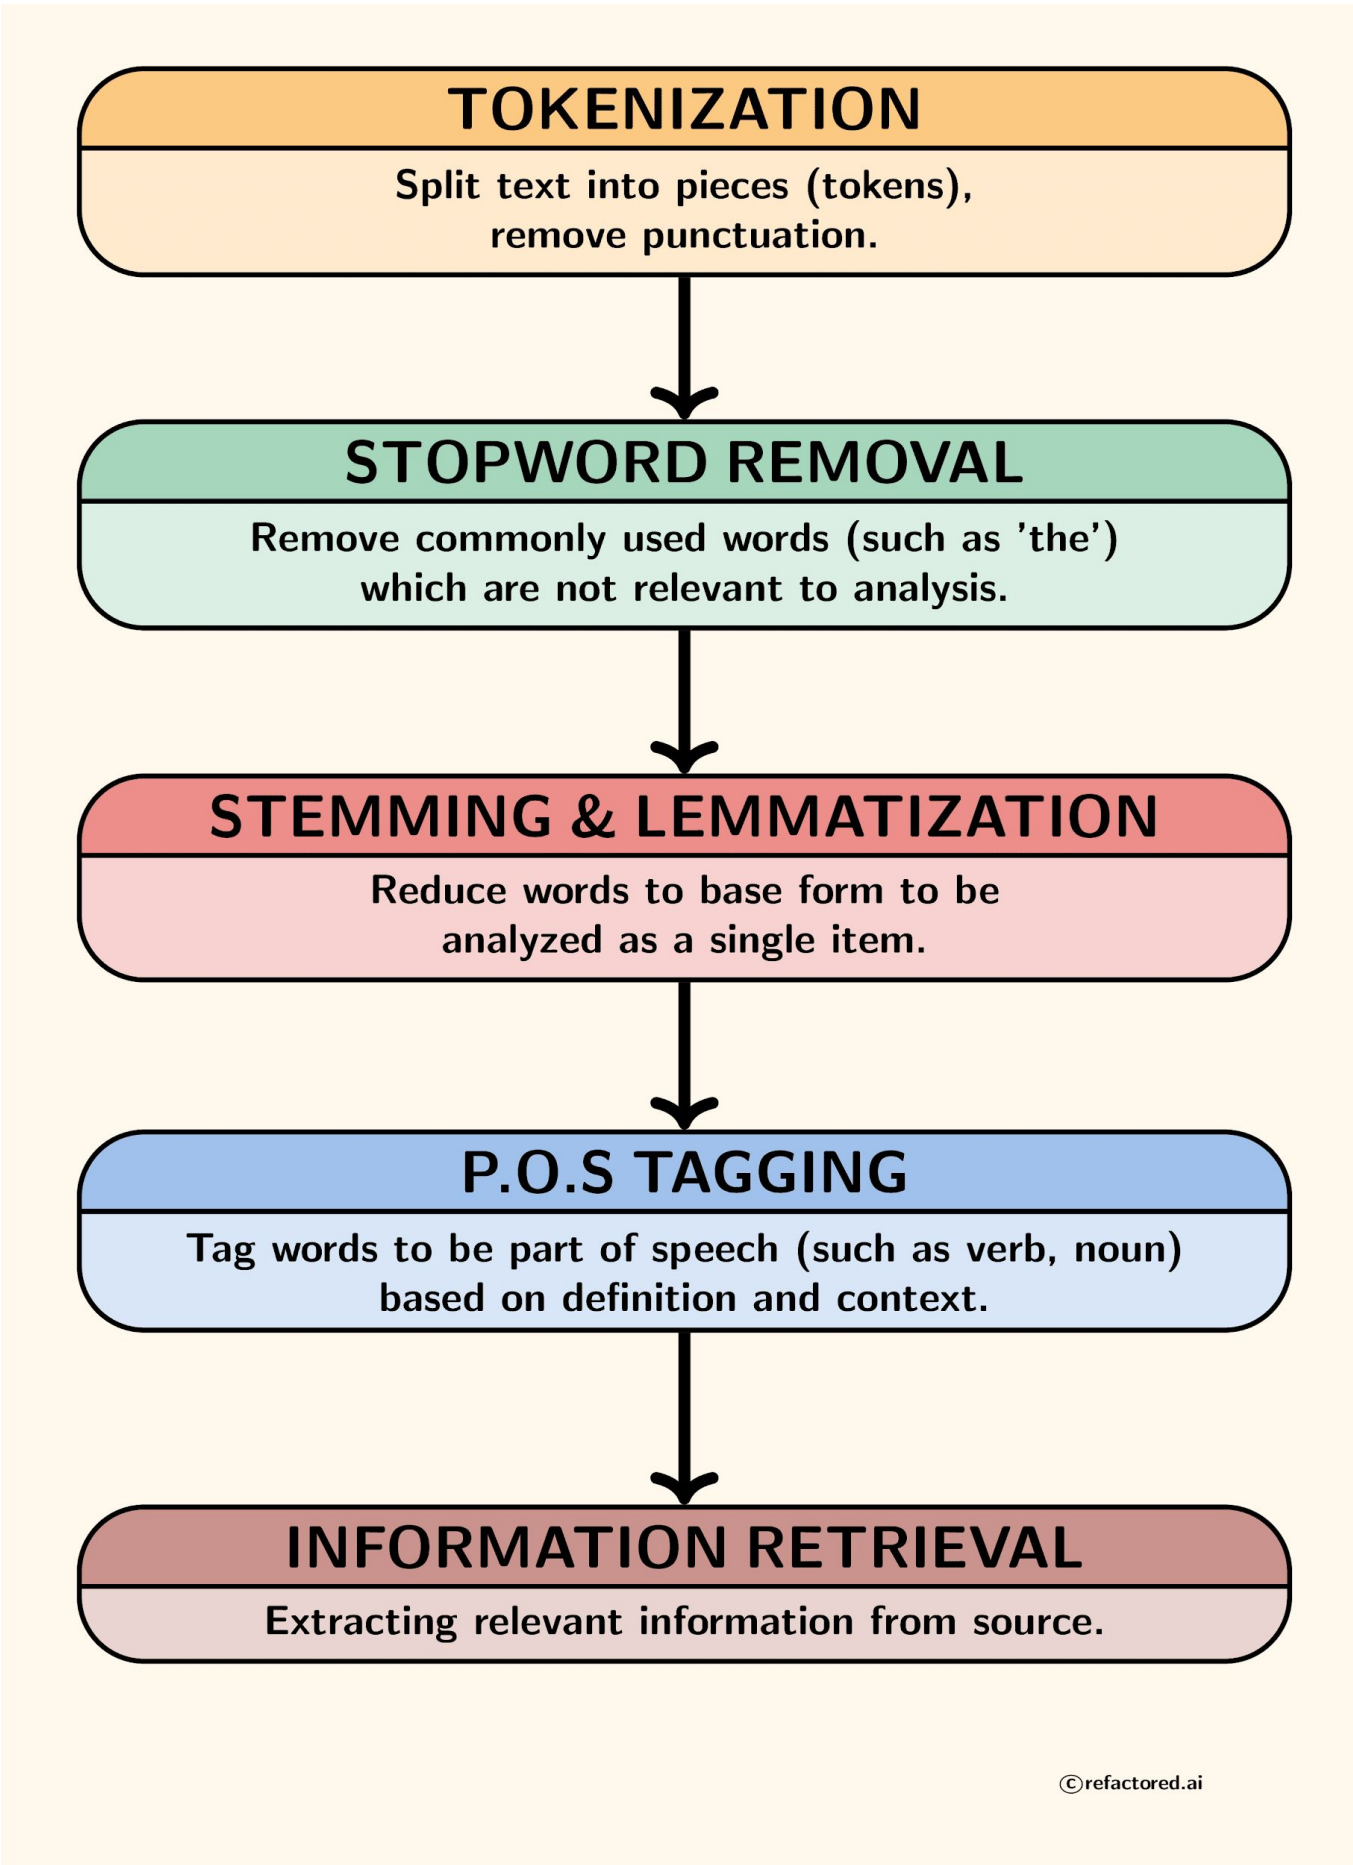 TOKENIZATION
Split text into pieces (tokens),
remove punctuation.
STOPWORD REMOVAL
Remove commonly used words (such as ’the’)
which are not relevant to analysis.
STEMMING & LEMMATIZATION
Reduce words to base form to be
analyzed as a single item.
P.O.S TAGGING
Tag words to be part of speech (such as verb, noun)
based on definition and context.
INFORMATION RETRIEVAL
Extracting relevant information from source.
©refactored.ai